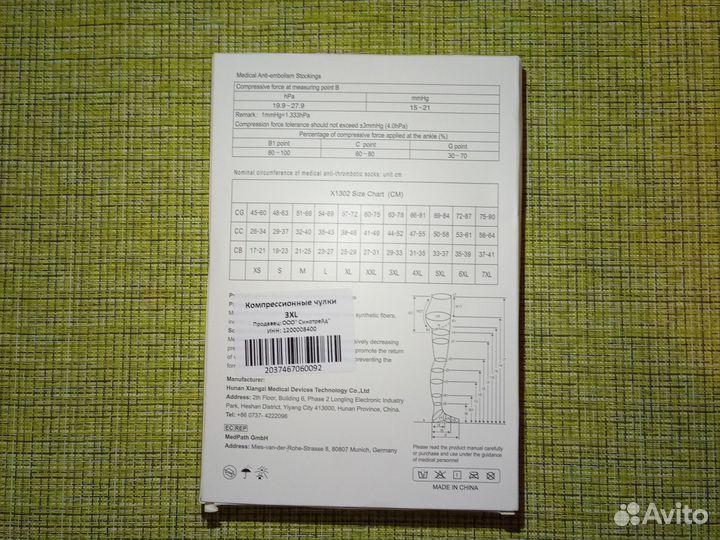 Medical Anti-embolism Stockings
Compressive force at measuring point B
hPa mmHg
19.9~27.9 15~21
Remark: 1mmHg=1.333hPa
Compression force tolerance should not exceed ±3mmHg (4.0hPa)
Percentage of compressive force applied at the ankle (%)
B1 point C point G point
80~100 60~80 30~70
Nominal circumference of medical anti-thrombotic socks: unit cm
X1302 Size Chart (CM)
CG 45-60 48-63 51-66 54-69 57-72 60-75 63-78 66-81 69-84 72-87 75-90
CC 26-34 29-37 32-40 35-43 38-46 41-49 44-52 47-55 50-58 53-61 56-64
CB 17-21 19-23 21-25 23-27 25-29 27-31 29-33 31-35 33-37 35-39 37-41
XS S M L XL XXL 3XL 4XL 5XL 6XL 7XL
Компрессионные чулки
3XL
Продавец: ООО" Синотрейд"
ИНН: 1200008400
2037467060092
synthetic fibers,
decreasing
promote the return
preventing the
Manufacturer:
Hunan Xiangzi Medical Devices Technology Co.,Ltd
Address: 2th Floor, Building 6, Phase 2 Longling Electronic Industry
Park, Heshan District, Yiyang City 413000, Hunan Province, China.
Tel: +86 0737- 4222096
EC REP
MedPath GmbH
Address: Mies-van-der-Rohe-Strasse 8, 80807 Munich, Germany
Please read the product manual carefully
or purchase and use under the guidance
of medical personnel
MADE IN CHINA
Avito